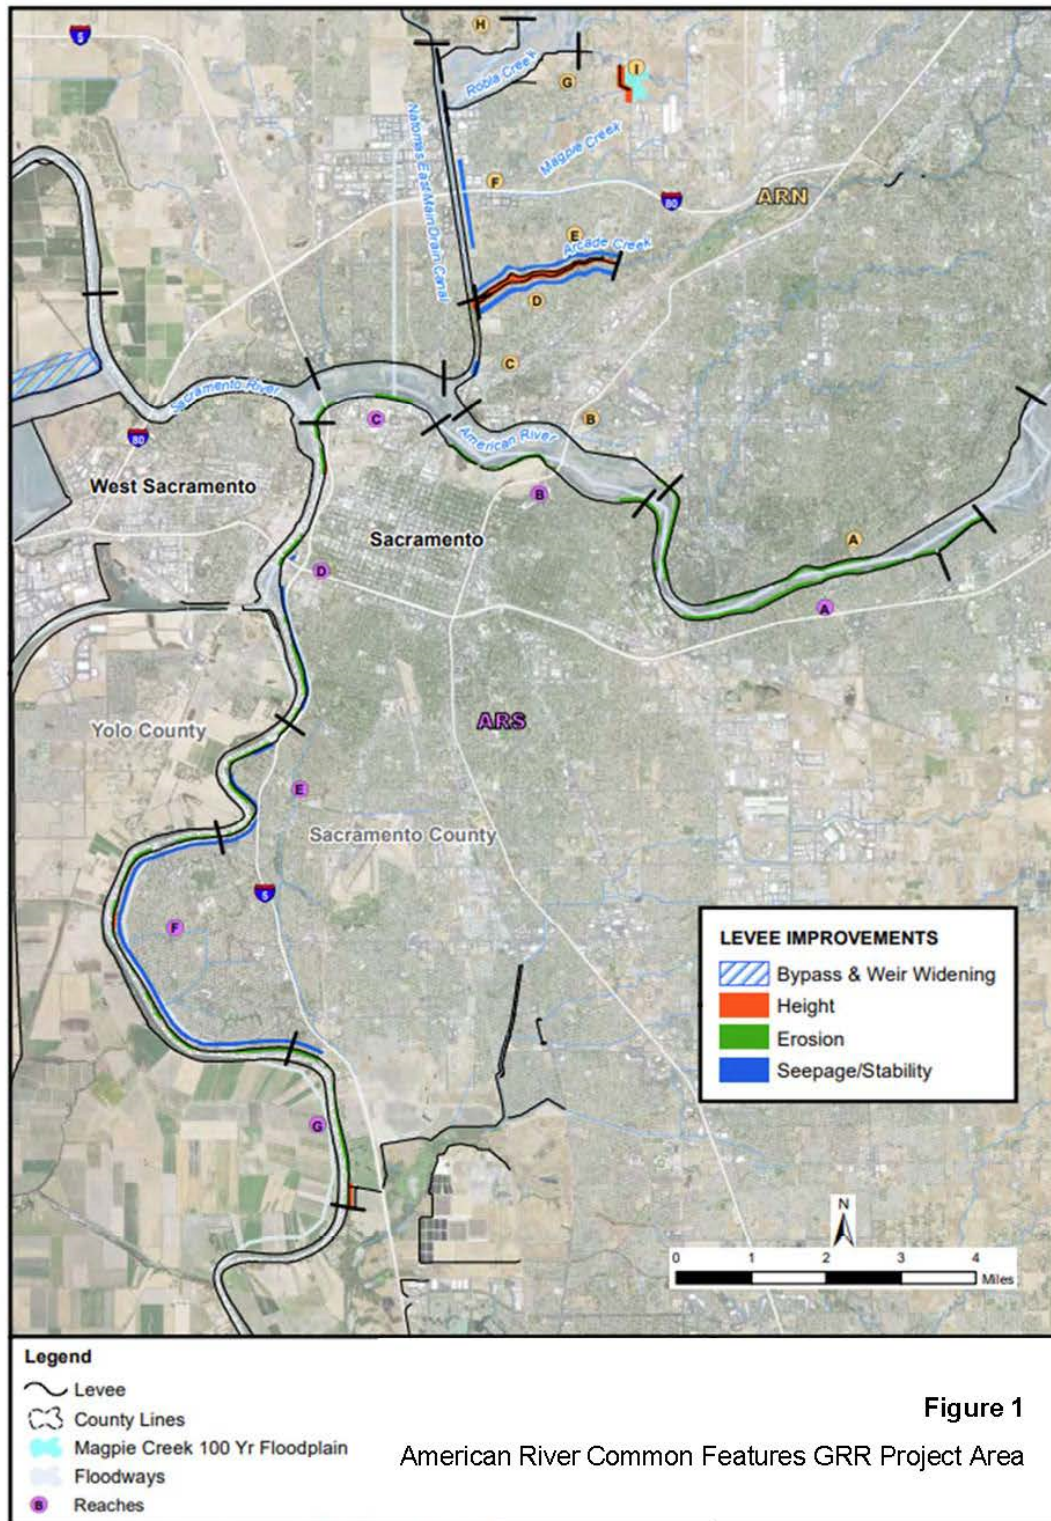 5
H
Robla Creek
G
I
Natomas East Main Drain Canal
Magpie Creek
F
80
ARN
E
Arcade Creek
D
C
Sacramento River
C
B
American River
80
West Sacramento
B
Sacramento
A
D
A
Yolo County
ARS
E
Sacramento County
5
F
LEVEE IMPROVEMENTS
Bypass & Weir Widening
Height
Erosion
Seepage/Stability
G
N
0 1 2 3 4
Miles
Legend
Levee
County Lines
Magpie Creek 100 Yr Floodplain
Floodways
B Reaches
Figure 1
American River Common Features GRR Project Area